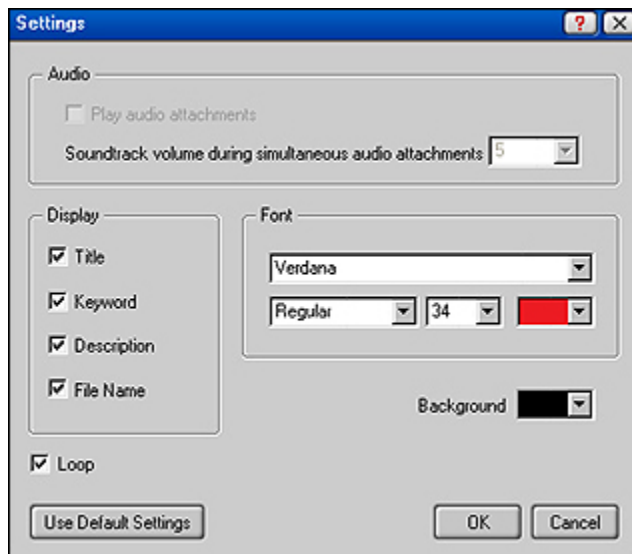 Settings
Audio
Play audio attachments
Soundtrack volume during simultaneous audio attachments 5
Display
Title
Keyword
Description
File Name
Font
Verdana
Regular 34
Background
Loop
Use Default Settings OK Cancel